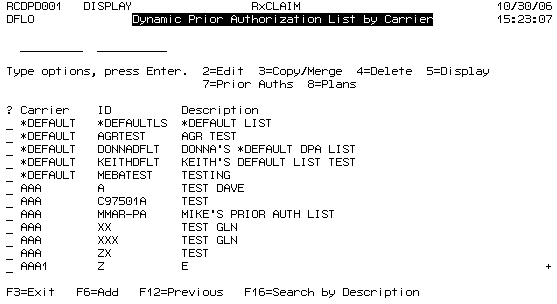 RCDPD001 DISPLAY RxCLAIM 10/30/06
DFLO Dynamic Prior Authorization List by Carrier 15:23:07
Type options, press Enter. 2=Edit 3=Copy/Merge 4=Delete 5=Display
7=Prior Auths 8=Plans
? Carrier ID Description
_ *DEFAULT *DEFAULTLS *DEFAULT LIST
_ *DEFAULT AGRTEST AGR TEST
_ *DEFAULT DONNADFLT DONNA'S *DEFAULT DPA LIST
_ *DEFAULT KEITHDFLT KEITH'S DEFAULT LIST TEST
_ *DEFAULT MEBATEST TESTING
_ AAA A TEST DAVE
_ AAA C97501A TEST
_ AAA MMAR-PA MIKE'S PRIOR AUTH LIST
_ AAA XX TEST GLN
_ AAA XXX TEST GLN
_ AAA ZX TEST
_ AAA1 Z E +
F3=Exit F6=Add F12=Previous F16=Search by Description